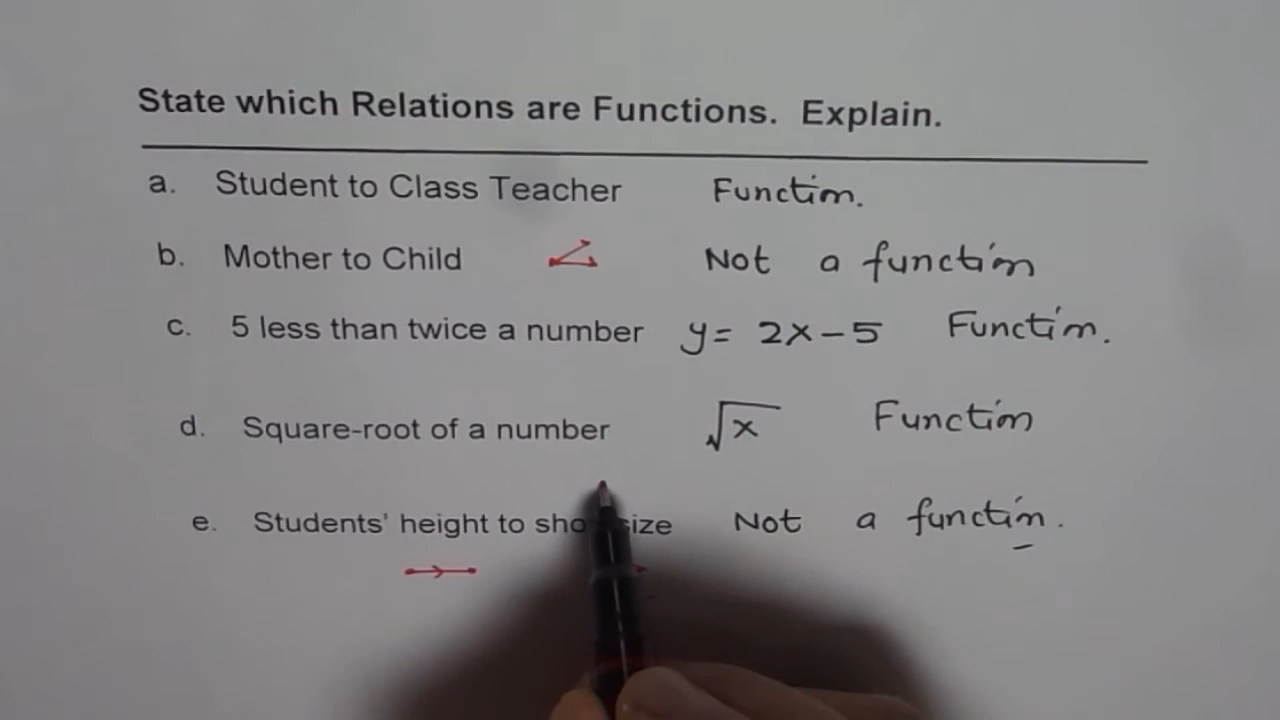 State which Relations are Functions. Explain.
a. Student to Class Teacher Function.
b. Mother to Child Not a function
c. 5 less than twice a number y = 2x - 5 Function.
d. Square-root of a number √x Function
e. Students' height to size Not a function.